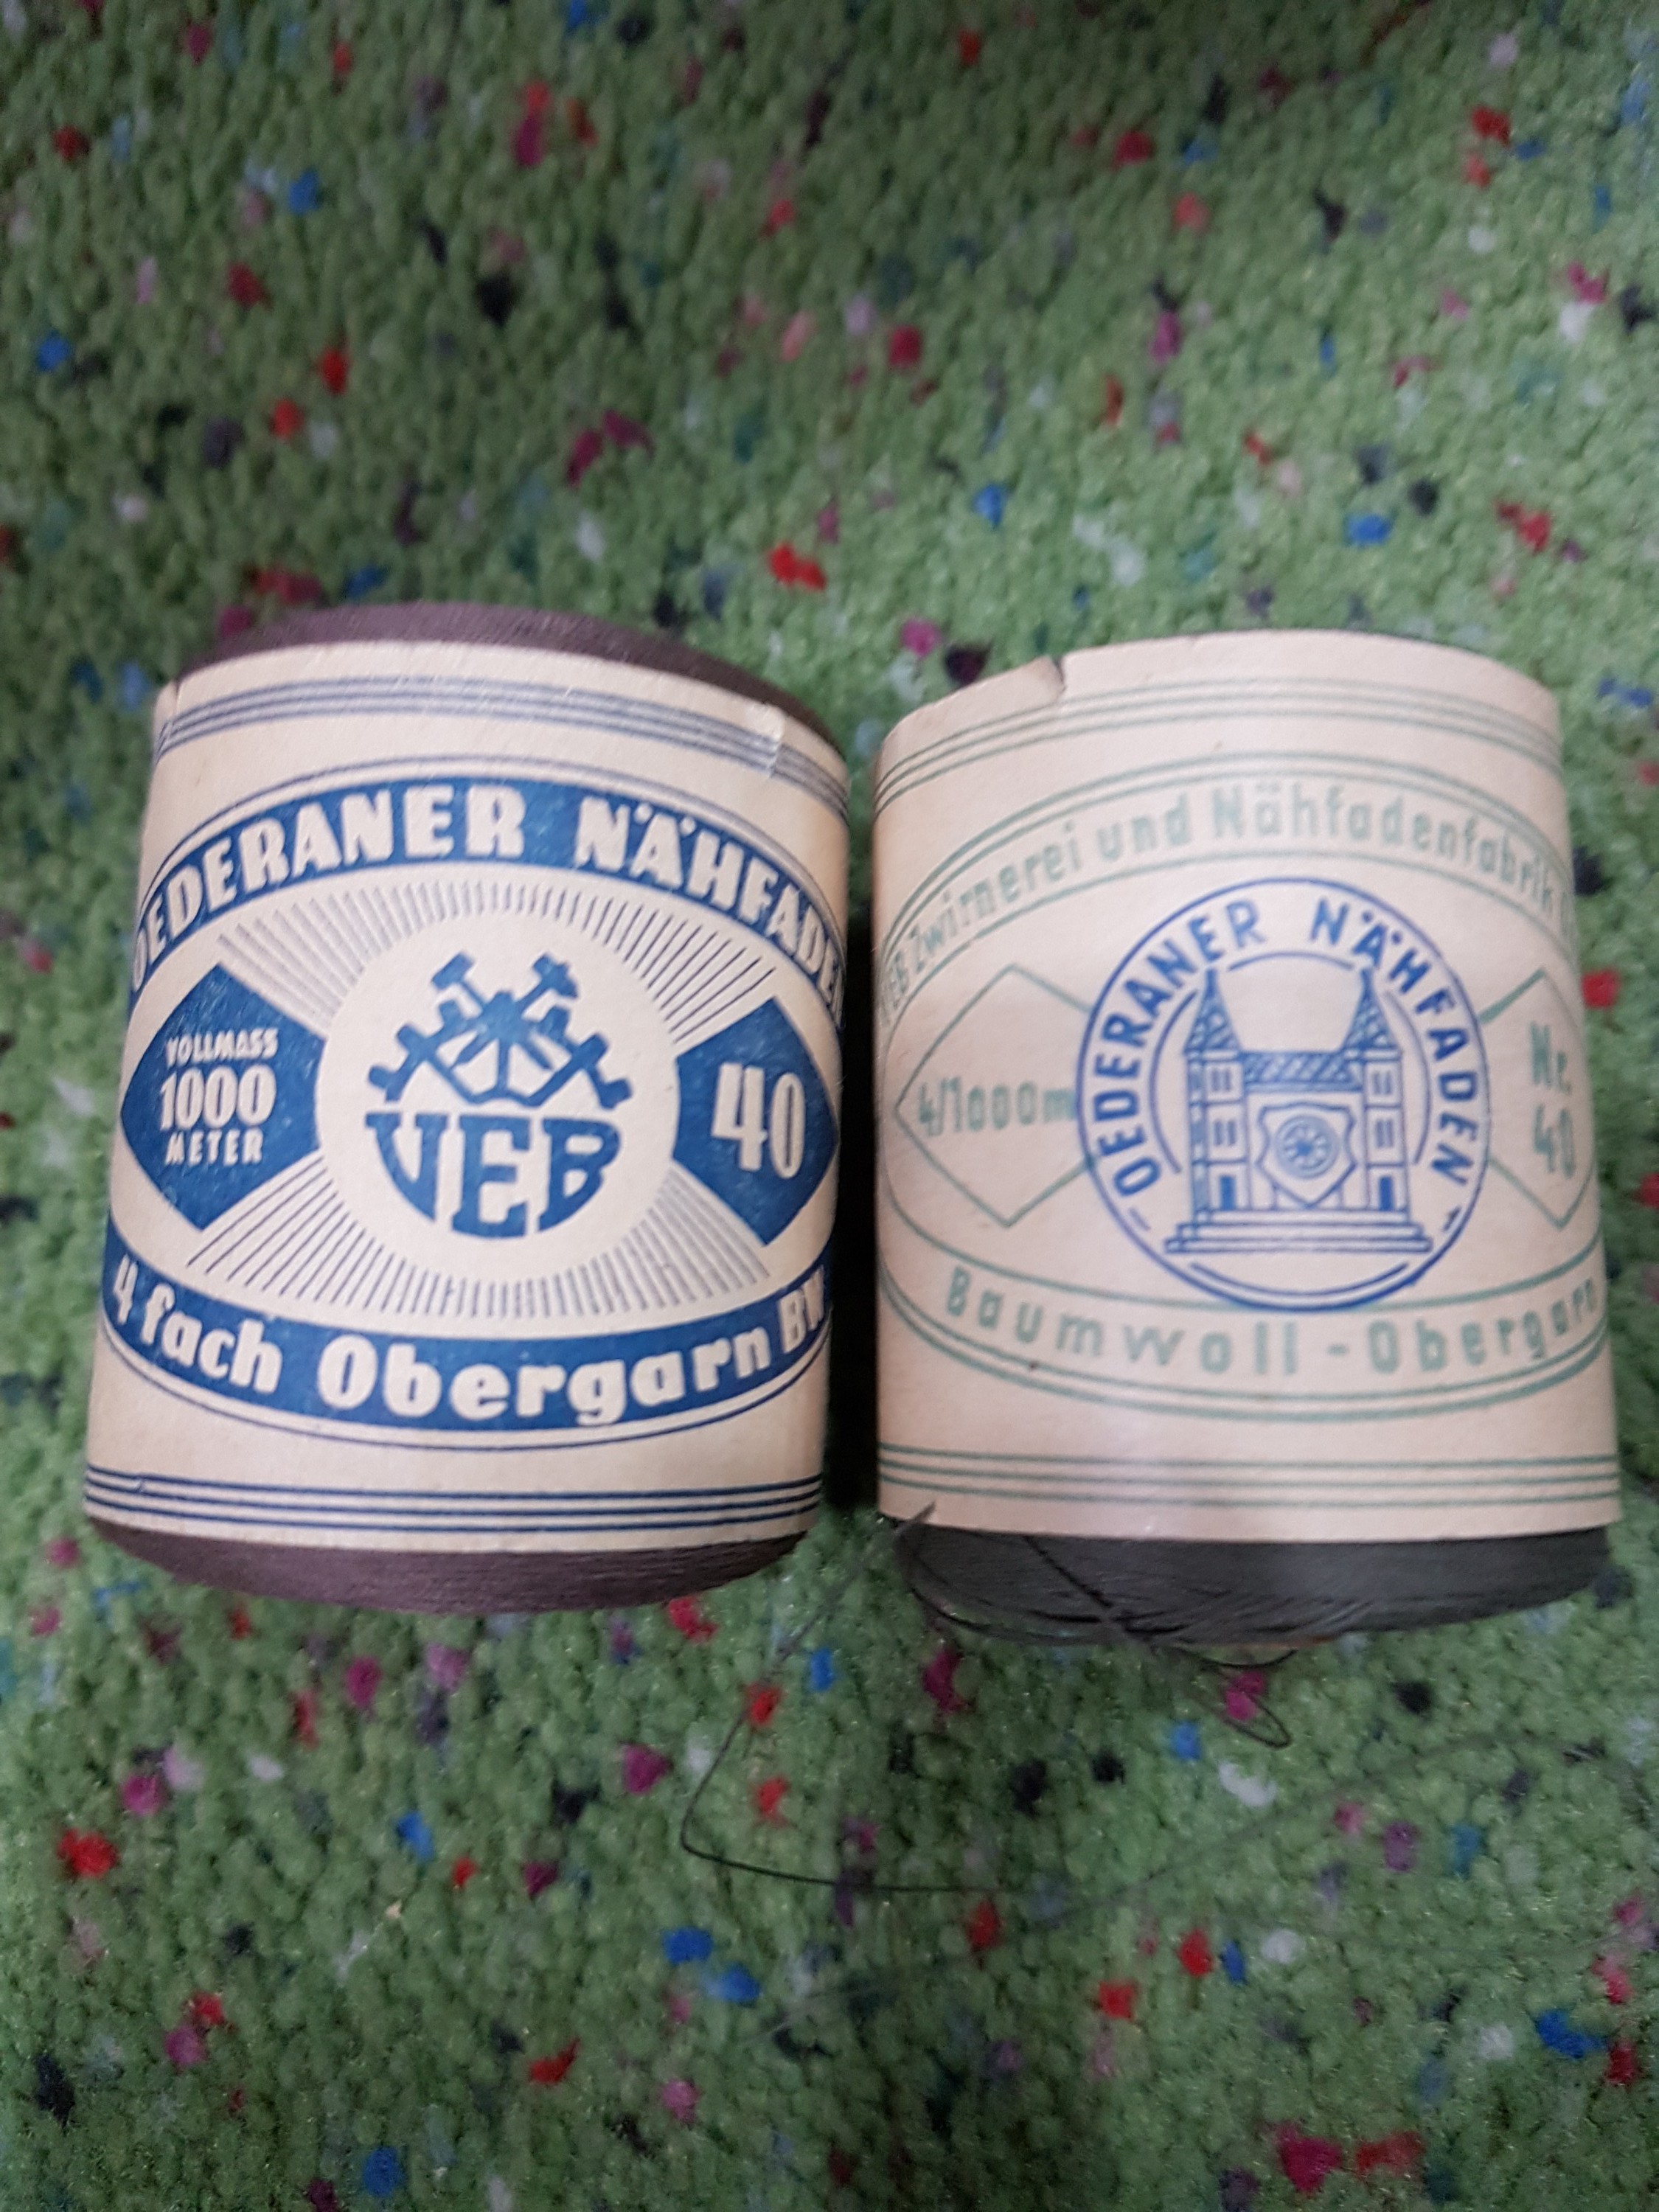 OEDERANER NÄHFADEN
VOLLMASS
1000
METER
VEB
40
4 fach Obergarn BW
VEB Zwirnerei und Nähfadenfabrik
OEDERANER NÄHFADEN
4/1000m
Nr.
40
Baumwoll - Obergarn